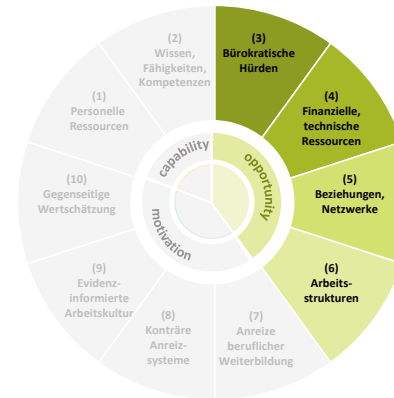 (1)
Personelle
Ressourcen
(2)
Wissen,
Fähigkeiten,
Kompetenzen
(3)
Bürokratische
Hürden
(4)
Finanzielle,
technische
Ressourcen
(5)
Beziehungen,
Netzwerke
(6)
Arbeits-
strukturen
(7)
Anreize
beruflicher
Weiterbildung
(8)
Konträre
Anreiz-
systeme
(9)
Evidenz-
informierte
Arbeitskultur
(10)
Gegenseitige
Wertschätzung
capability
opportunity
motivation